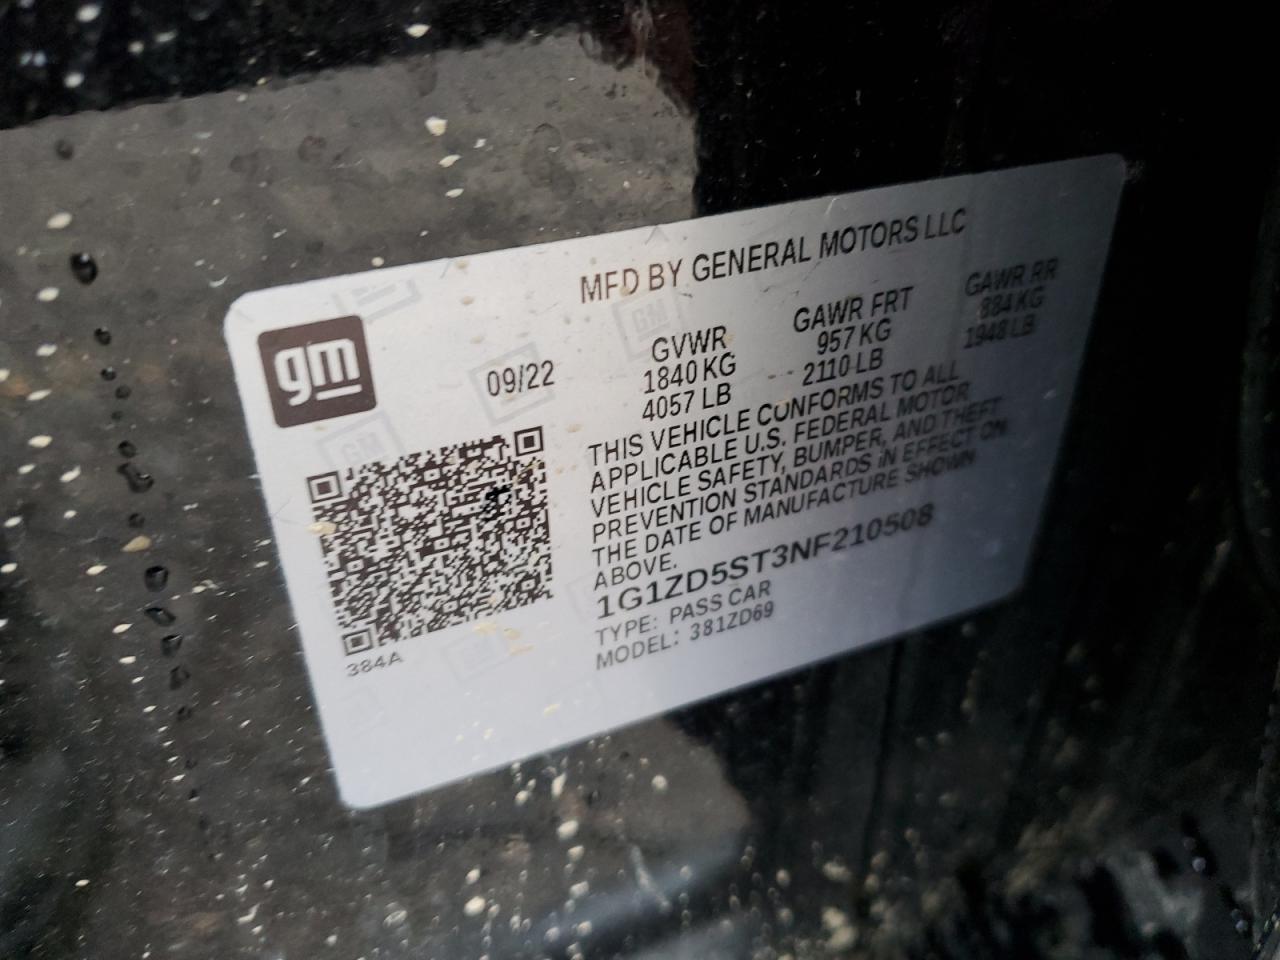 MFD BY GENERAL MOTORS LLC
gm
09/22
GVWR GAWR FRT GAWR RR
1840 KG 957 KG 884 KG
4057 LB 2110 LB 1948 LB
THIS VEHICLE CONFORMS TO ALL
APPLICABLE U.S. FEDERAL MOTOR
VEHICLE SAFETY, BUMPER, AND THEFT
PREVENTION STANDARDS IN EFFECT ON
THE DATE OF MANUFACTURE SHOWN
ABOVE.
1G1ZD5ST3NF210508
TYPE: PASS CAR
MODEL: 381ZD69
384A